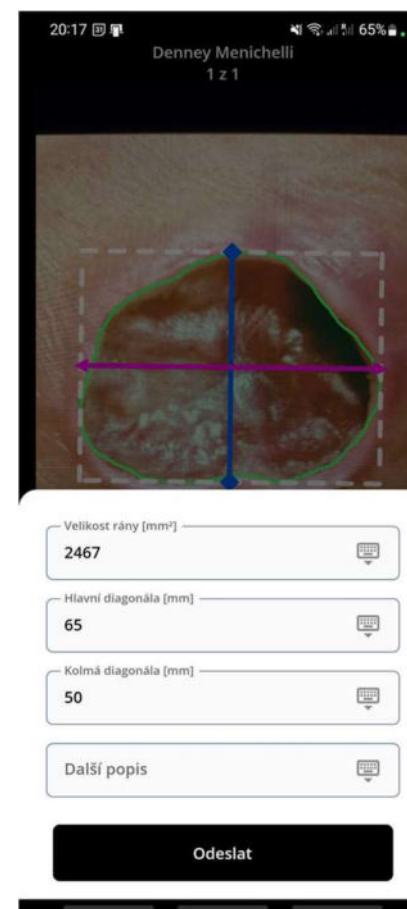 20:17 31 65%
Denney Menichelli
1 z 1
Velikost rány [mm²]
2467
Hlavní diagonála [mm]
65
Kolmá diagonála [mm]
50
Další popis
Odeslat